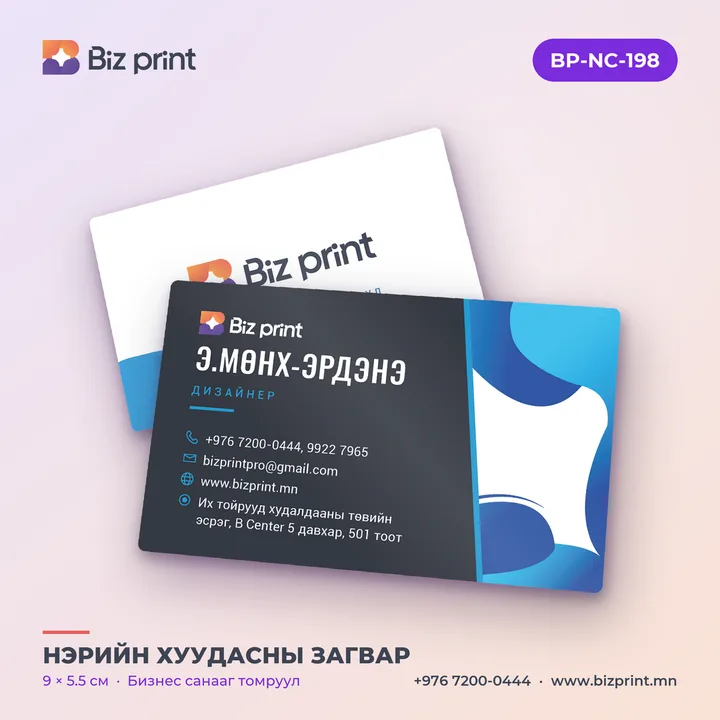 Biz print
BP-NC-198
Biz print
Biz print
Э.МӨНХ-ЭРДЭНЭ
ДИЗАЙНЕР
+976 7200-0444, 9922 7965
bizprintpro@gmail.com
www.bizprint.mn
Их тойрууд худалдааны төвийн
эсрэг, B Center 5 давхар, 501 тоот
НЭРИЙН ХУУДАСНЫ ЗАГВАР
9 × 5.5 см · Бизнес санааг томруул
+976 7200-0444 · www.bizprint.mn